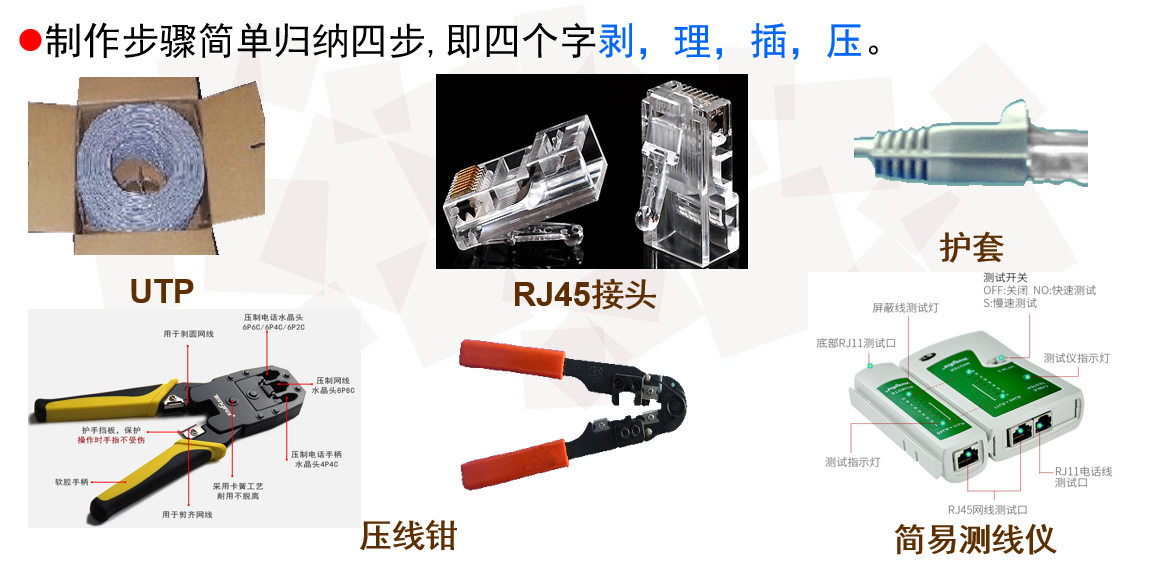 制作步骤简单归纳四步,即四个字剥，理，插，压。
UTP
RJ45接头
护套
压制电话水晶头
6P6C/6P4C/6P2C
用于剥圆网线
压制网线
水晶头8P8C
护手挡板，保护
操作时手指不受伤
压制电话手柄
水晶头4P4C
软胶手柄
采用卡簧工艺
耐用不脱离
用于剪齐网线
压线钳
测试开关
OFF:关闭 NO:快速测试
S:慢速测试
屏蔽线测试灯
底部RJ11测试口
测试仪指示灯
测试指示灯
RJ11电话线
测试口
RJ45网线测试口
简易测线仪